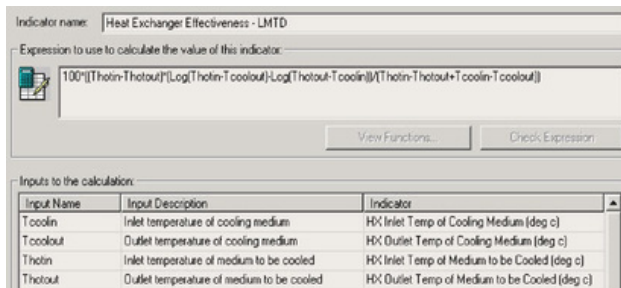 Indicator name: Heat Exchanger Effectiveness - LMTD
Expression to use to calculate the value of this indicator:
100*((Thotin-Thotout)*(Log(Thotin-Tcoolout)-Log(Thotout-Tcoolin))/(Thotin-Thotout+Tcoolin-Tcoolout))
View Functions... Check Expression
Inputs to the calculation:
Input Name Input Description Indicator
Tcoolin Inlet temperature of cooling medium HX Inlet Temp of Cooling Medium (deg c)
Tcoolout Outlet temperature of cooling medium HX Outlet Temp of Cooling Medium (deg c)
Thotin Inlet temperature of medium to be cooled HX Inlet Temp of Medium to be Cooled (deg c)
Thotout Outlet temperature of medium to be cooled HX Outlet Temp of Medium to be Cooled (deg c)